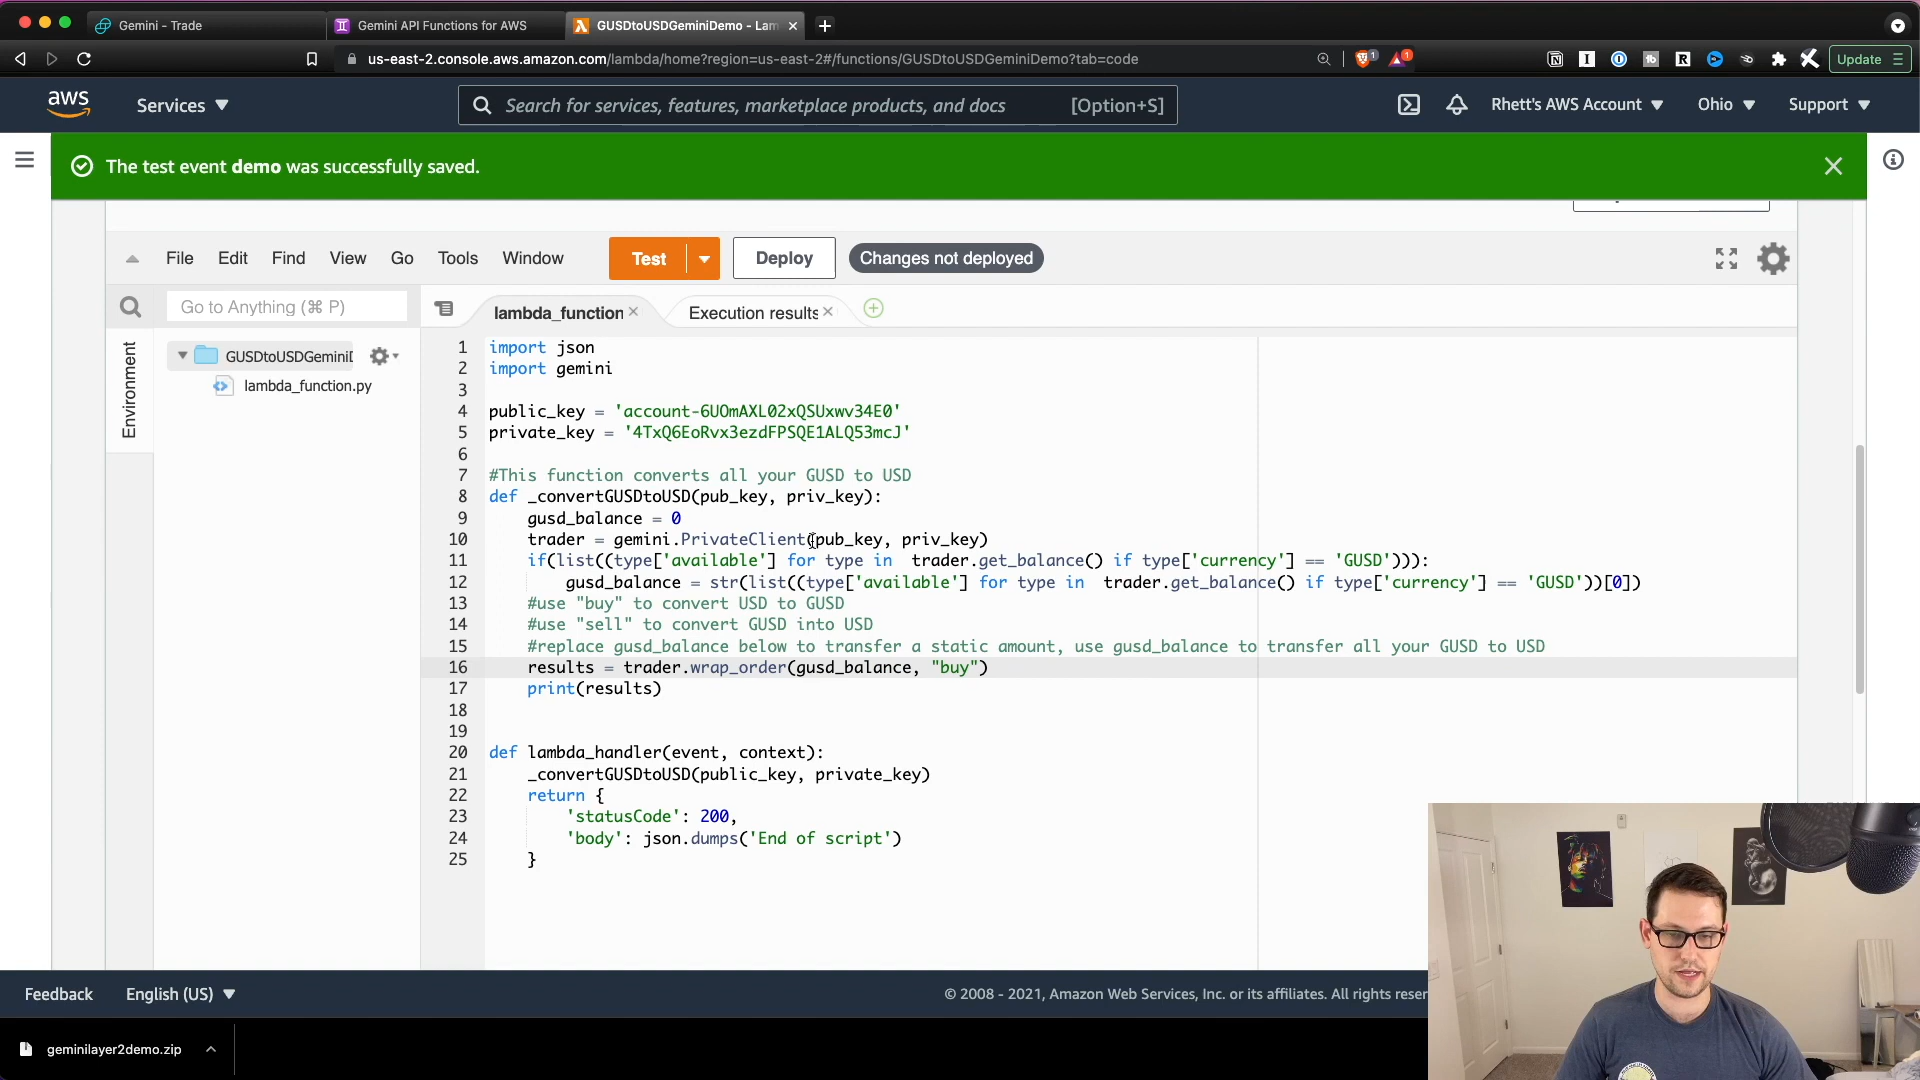 Gemini - Trade
Gemini API Functions for AWS
GUSDtoUSDGeminiDemo - Lam
us-east-2.console.aws.amazon.com/lambda/home?region=us-east-2#/functions/GUSDtoUSDGeminiDemo?tab=code
Update
aws
Services
Search for services, features, marketplace products, and docs
[Option+S]
Rhett's AWS Account
Ohio
Support
The test event demo was successfully saved.
File Edit Find View Go Tools Window
Test
Deploy
Changes not deployed
Go to Anything (⌘ P)
lambda_function
Execution results
Environment
GUSDtoUSDGemini
lambda_function.py
1 import json
2 import gemini
3
4 public_key = 'account-6UOmAXL02xQSUxwv34E0'
5 private_key = '4TxQ6EoRvx3ezdFPSQE1ALQ53mcJ'
6
7 #This function converts all your GUSD to USD
8 def _convertGUSDtoUSD(pub_key, priv_key):
9 gusd_balance = 0
10 trader = gemini.PrivateClient(pub_key, priv_key)
11 if(list((type['available'] for type in  trader.get_balance() if type['currency'] == 'GUSD'))):
12 gusd_balance = str(list((type['available'] for type in  trader.get_balance() if type['currency'] == 'GUSD'))[0])
13 #use "buy" to convert USD to GUSD
14 #use "sell" to convert GUSD into USD
15 #replace gusd_balance below to transfer a static amount, use gusd_balance to transfer all your GUSD to USD
16 results = trader.wrap_order(gusd_balance, "buy")
17 print(results)
18
19
20 def lambda_handler(event, context):
21 _convertGUSDtoUSD(public_key, private_key)
22 return {
23 'statusCode': 200,
24 'body': json.dumps('End of script')
25 }
Feedback
English (US)
© 2008 - 2021, Amazon Web Services, Inc. or its affiliates. All rights reser
geminilayer2demo.zip